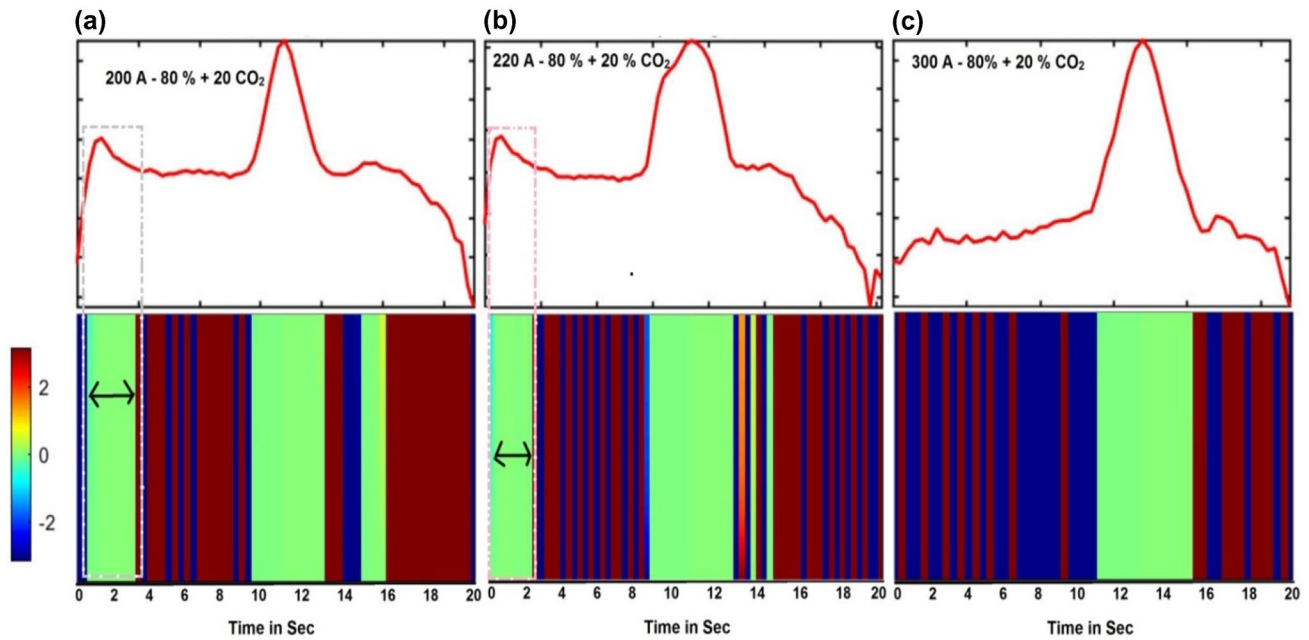 (a) (b) (c)
200 A - 80 % + 20 CO₂
220 A - 80 % + 20 % CO₂
300 A - 80% + 20 % CO₂
2
0
-2
0 2 4 6 8 10 12 14 16 18 20
0 2 4 6 8 10 12 14 16 18 20
0 2 4 6 8 10 12 14 16 18 20
Time in Sec
Time in Sec
Time in Sec